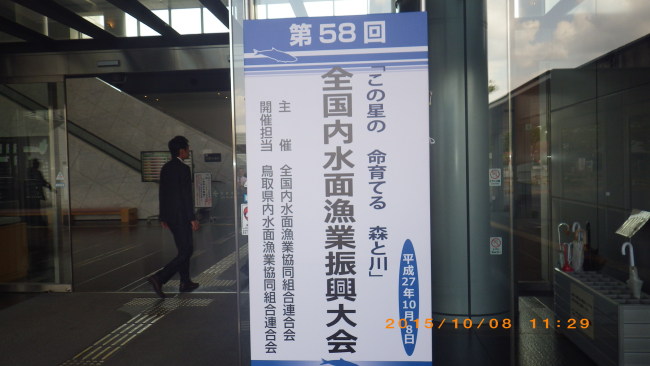 第58回
「この星の 命育てる 森と川」
全国内水面漁業振興大会
平成27年10月8日
主 催 全国内水面漁業協同組合連合会
開催担当 鳥取県内水面漁業協同組合連合会
2015/10/08 11:29